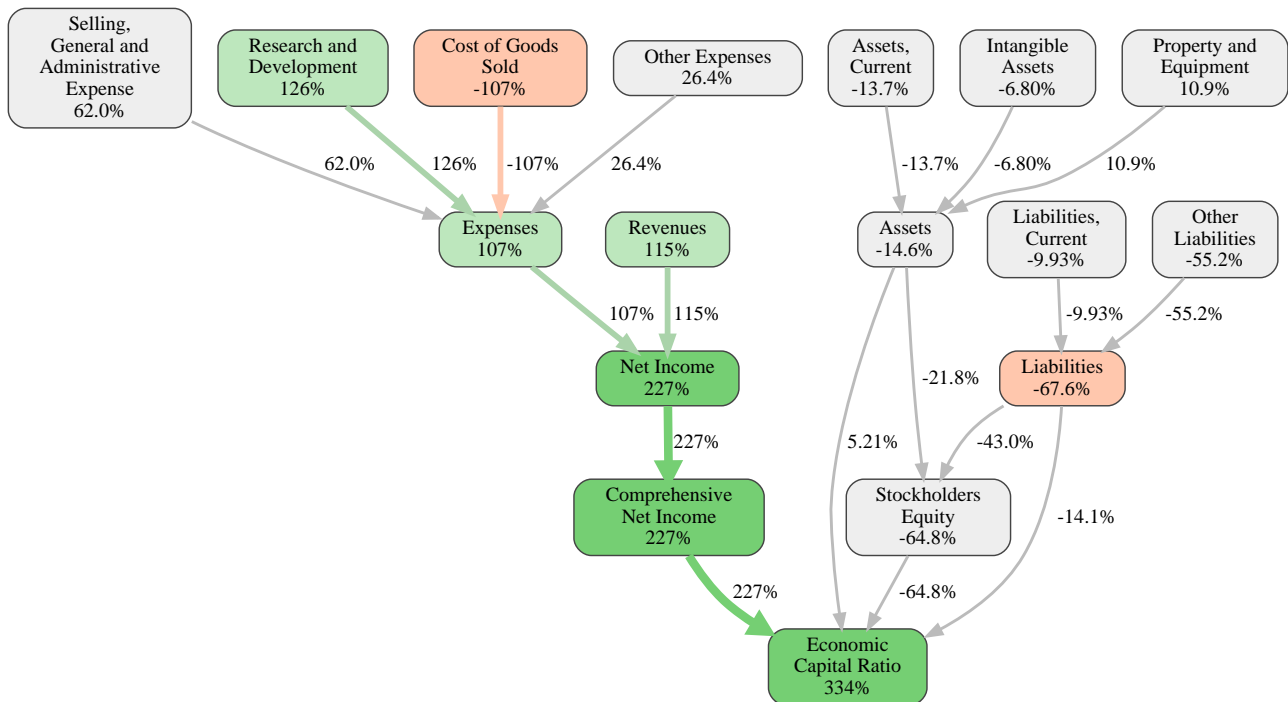 Selling,
General and
Administrative
Expense
62.0%
Research and
Development
126%
Cost of Goods
Sold
-107%
Other Expenses
26.4%
Assets,
Current
-13.7%
Intangible
Assets
-6.80%
Property and
Equipment
10.9%
62.0%
126%
-107%
26.4%
-13.7%
-6.80%
10.9%
Expenses
107%
Revenues
115%
Assets
-14.6%
Liabilities,
Current
-9.93%
Other
Liabilities
-55.2%
107%
115%
-9.93%
-55.2%
Net Income
227%
-21.8%
Liabilities
-67.6%
227%
5.21%
-43.0%
Comprehensive
Net Income
227%
Stockholders
Equity
-64.8%
-14.1%
227%
-64.8%
Economic
Capital Ratio
334%